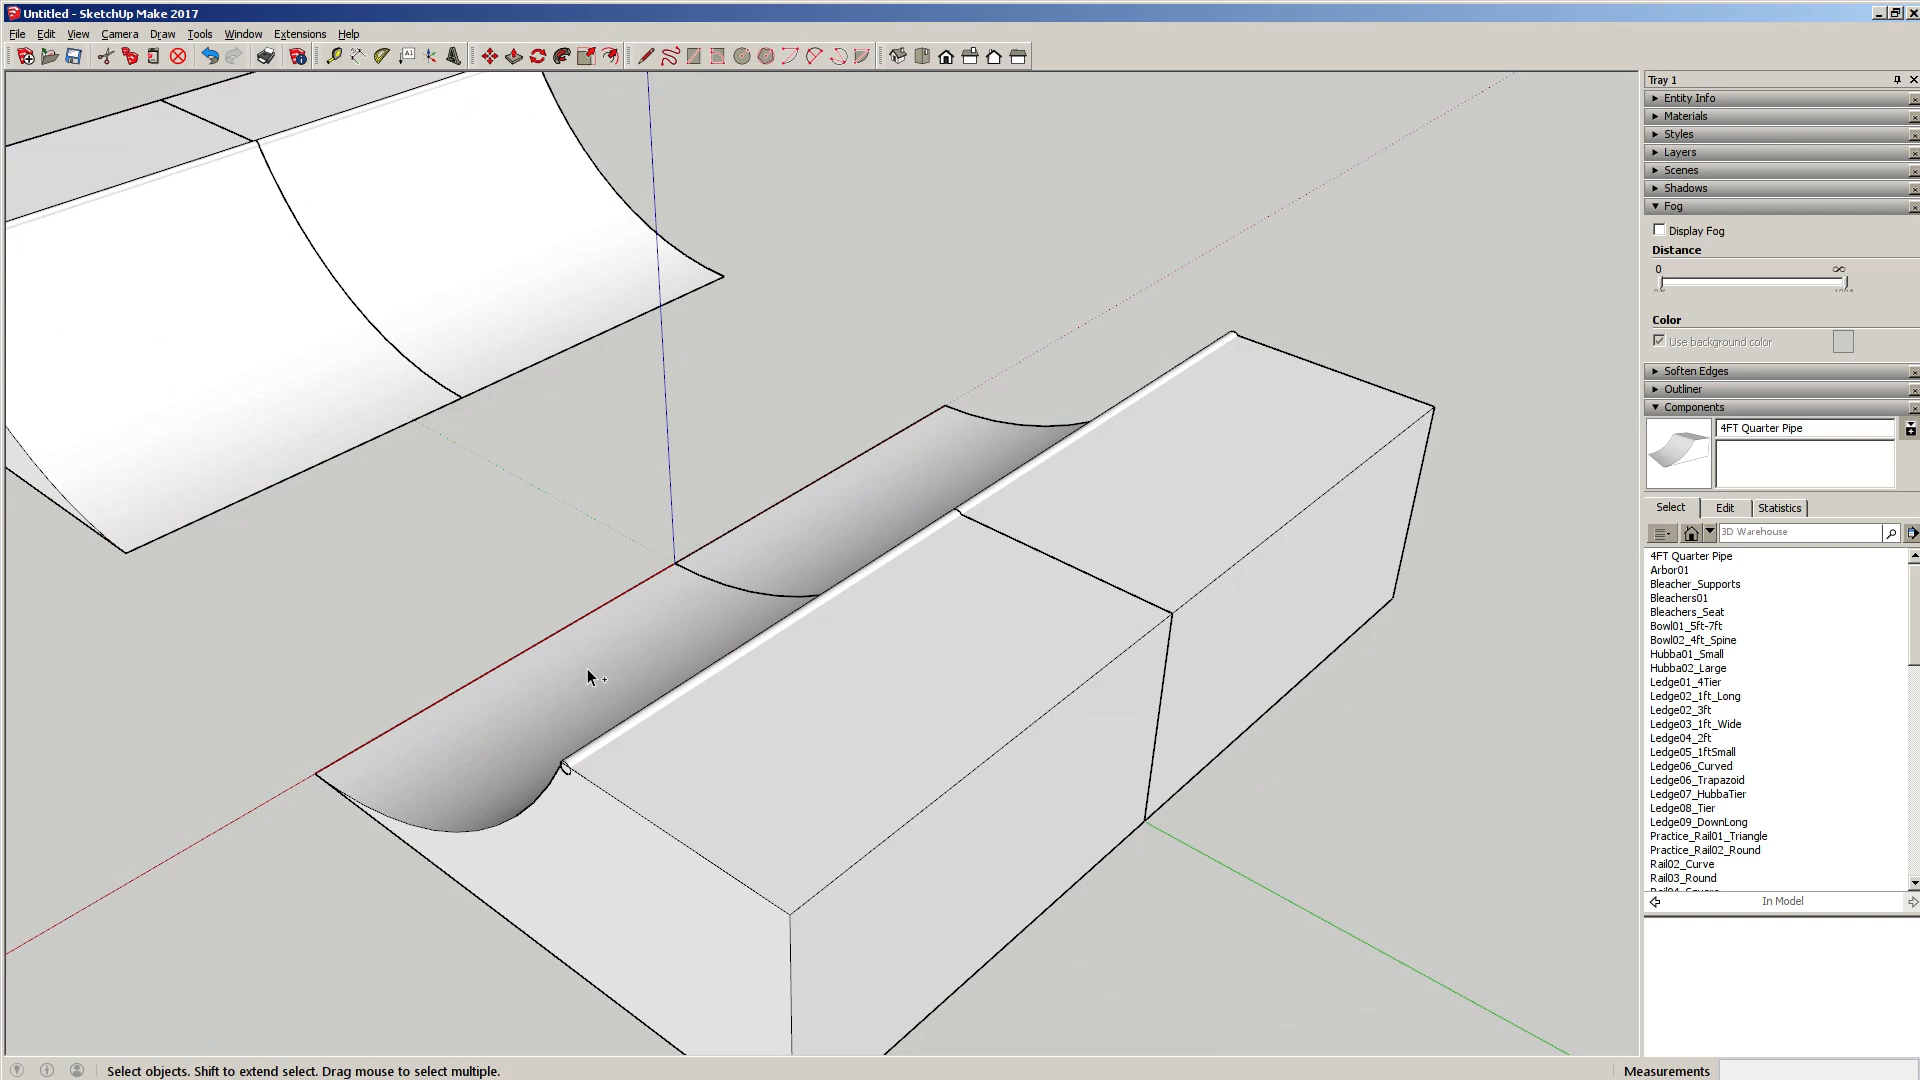 Untitled - SketchUp Make 2017
File Edit View Camera Draw Tools Window Extensions Help
A1
Tray 1
Entity Info
Materials
Styles
Layers
Scenes
Shadows
Fog
Display Fog
Distance
0 ∞
Color
Use background color
Soften Edges
Outliner
Components
4FT Quarter Pipe
Select Edit Statistics
3D Warehouse
4FT Quarter Pipe
Arbor01
Bleacher_Supports
Bleachers01
Bleachers_Seat
Bowl01_5ft-7ft
Bowl02_4ft_Spine
Hubba01_Small
Hubba02_Large
Ledge01_4Tier
Ledge02_1ft_Long
Ledge02_3ft
Ledge03_1ft_Wide
Ledge04_2ft
Ledge05_1ftSmall
Ledge06_Curved
Ledge06_Trapazoid
Ledge07_HubbaTier
Ledge08_Tier
Ledge09_DownLong
Practice_Rail01_Triangle
Practice_Rail02_Round
Rail02_Curve
Rail03_Round
In Model
Select objects. Shift to extend select. Drag mouse to select multiple.
Measurements